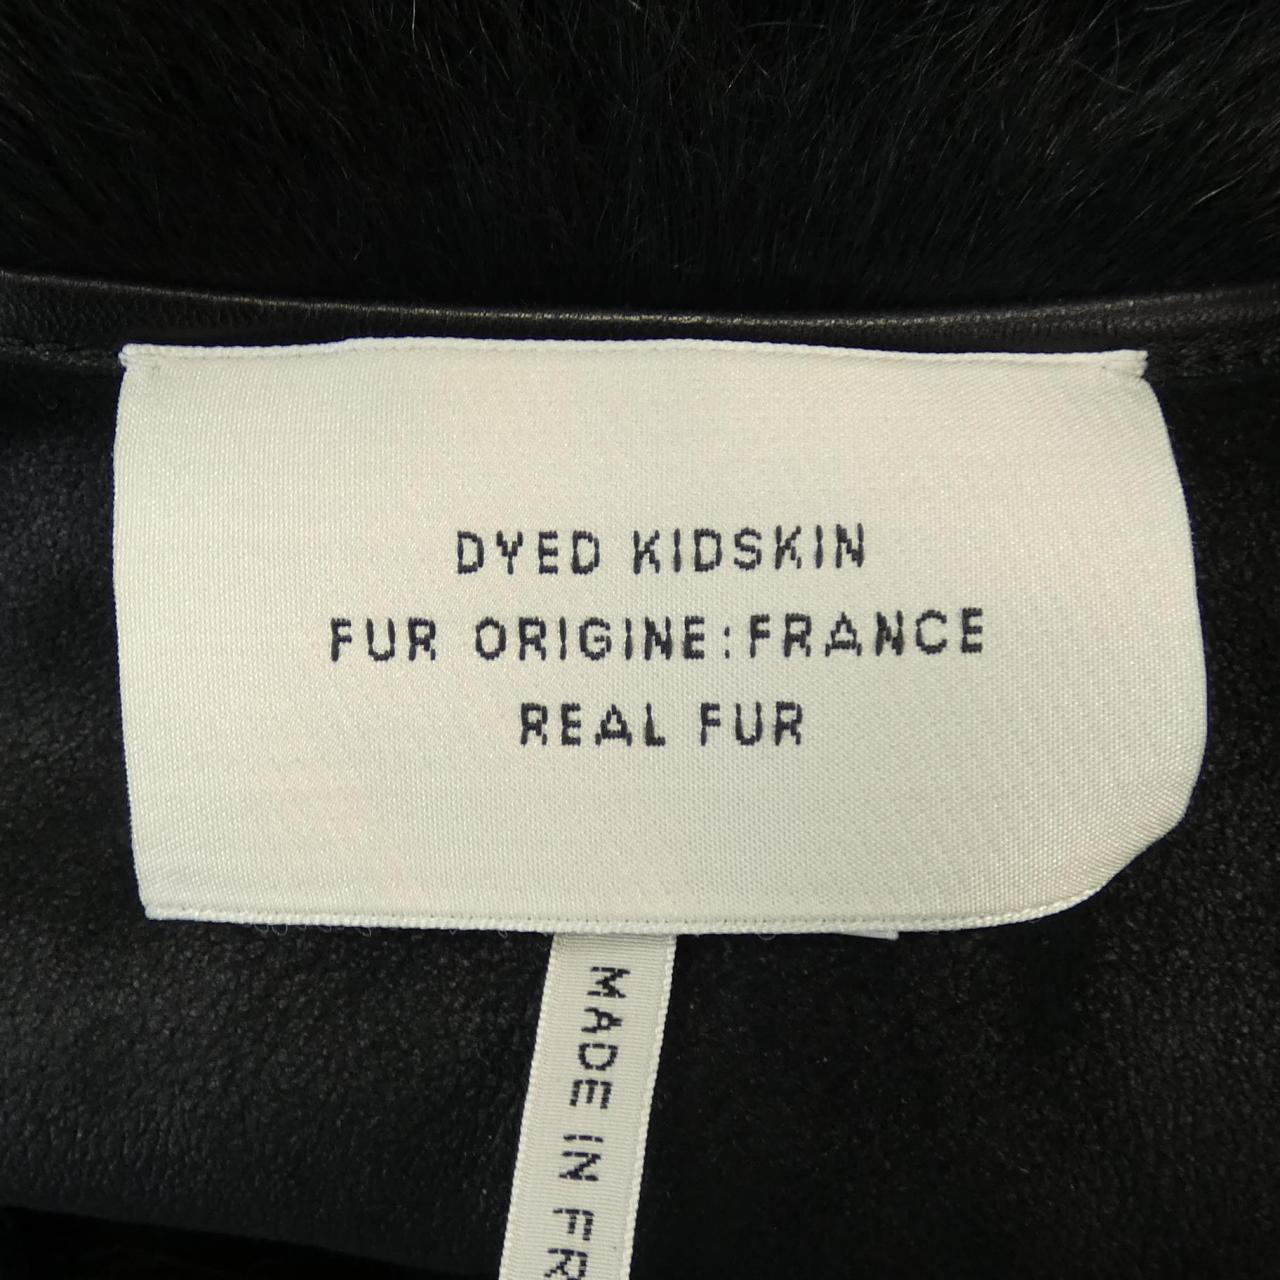 DYED KIDSKIN
FUR ORIGINE:FRANCE
REAL FUR
MADE IN FR